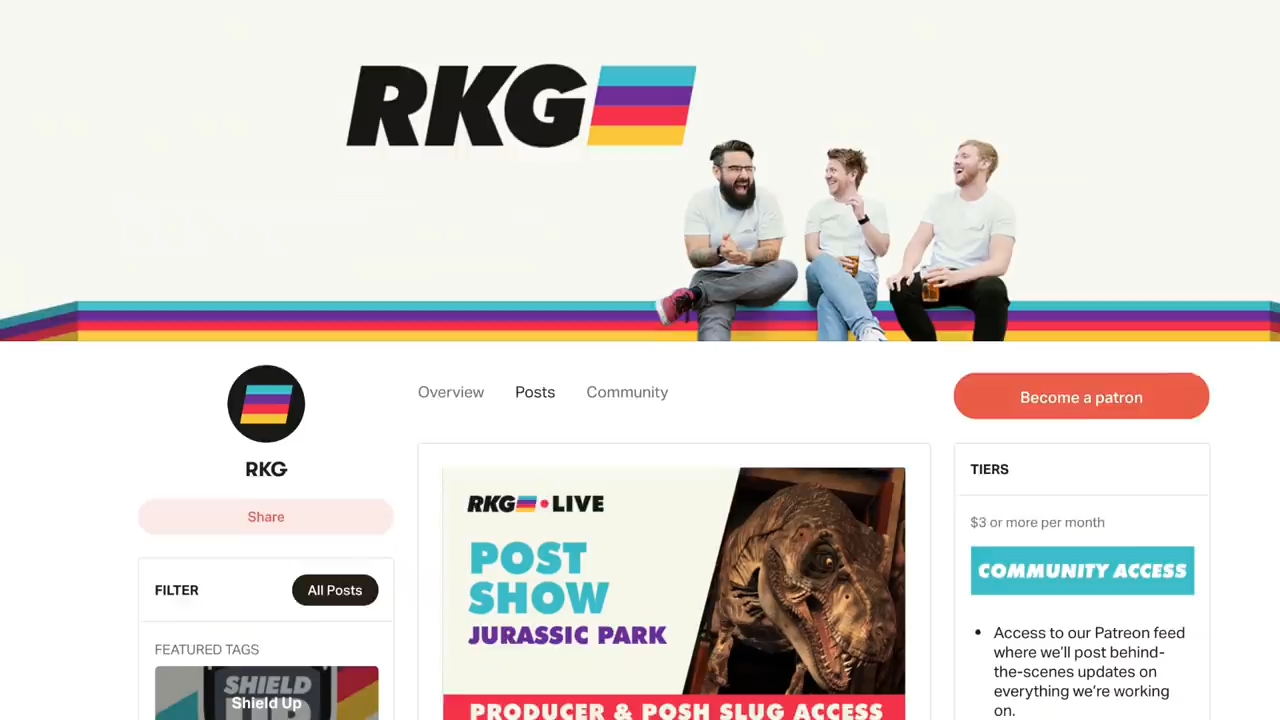 RKG
RKG
Share
FILTER
All Posts
FEATURED TAGS
SHIELD
UP
Shield Up
Overview
Posts
Community
RKG LIVE
POST
SHOW
JURASSIC PARK
PRODUCER & POSH SLUG ACCESS
Become a patron
TIERS
$3 or more per month
COMMUNITY ACCESS
• Access to our Patreon feed
where we’ll post behind-
the-scenes updates on
everything we’re working
on.